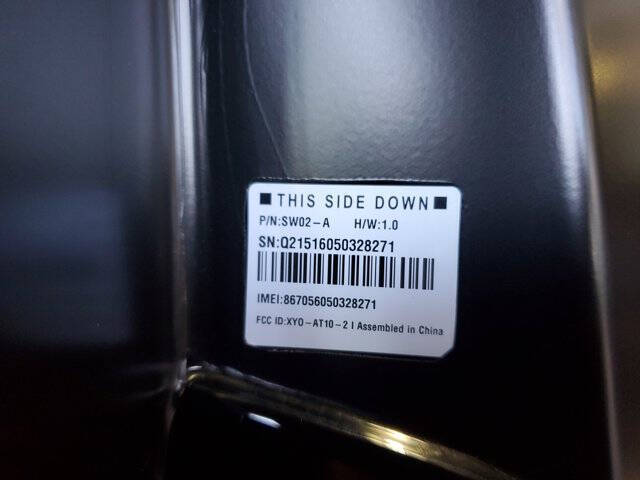 ■ THIS SIDE DOWN ■
P/N:SW02-A H/W:1.0
SN:Q21516050328271
IMEI:867056050328271
FCC ID:XYO-AT10-2 I Assembled in China